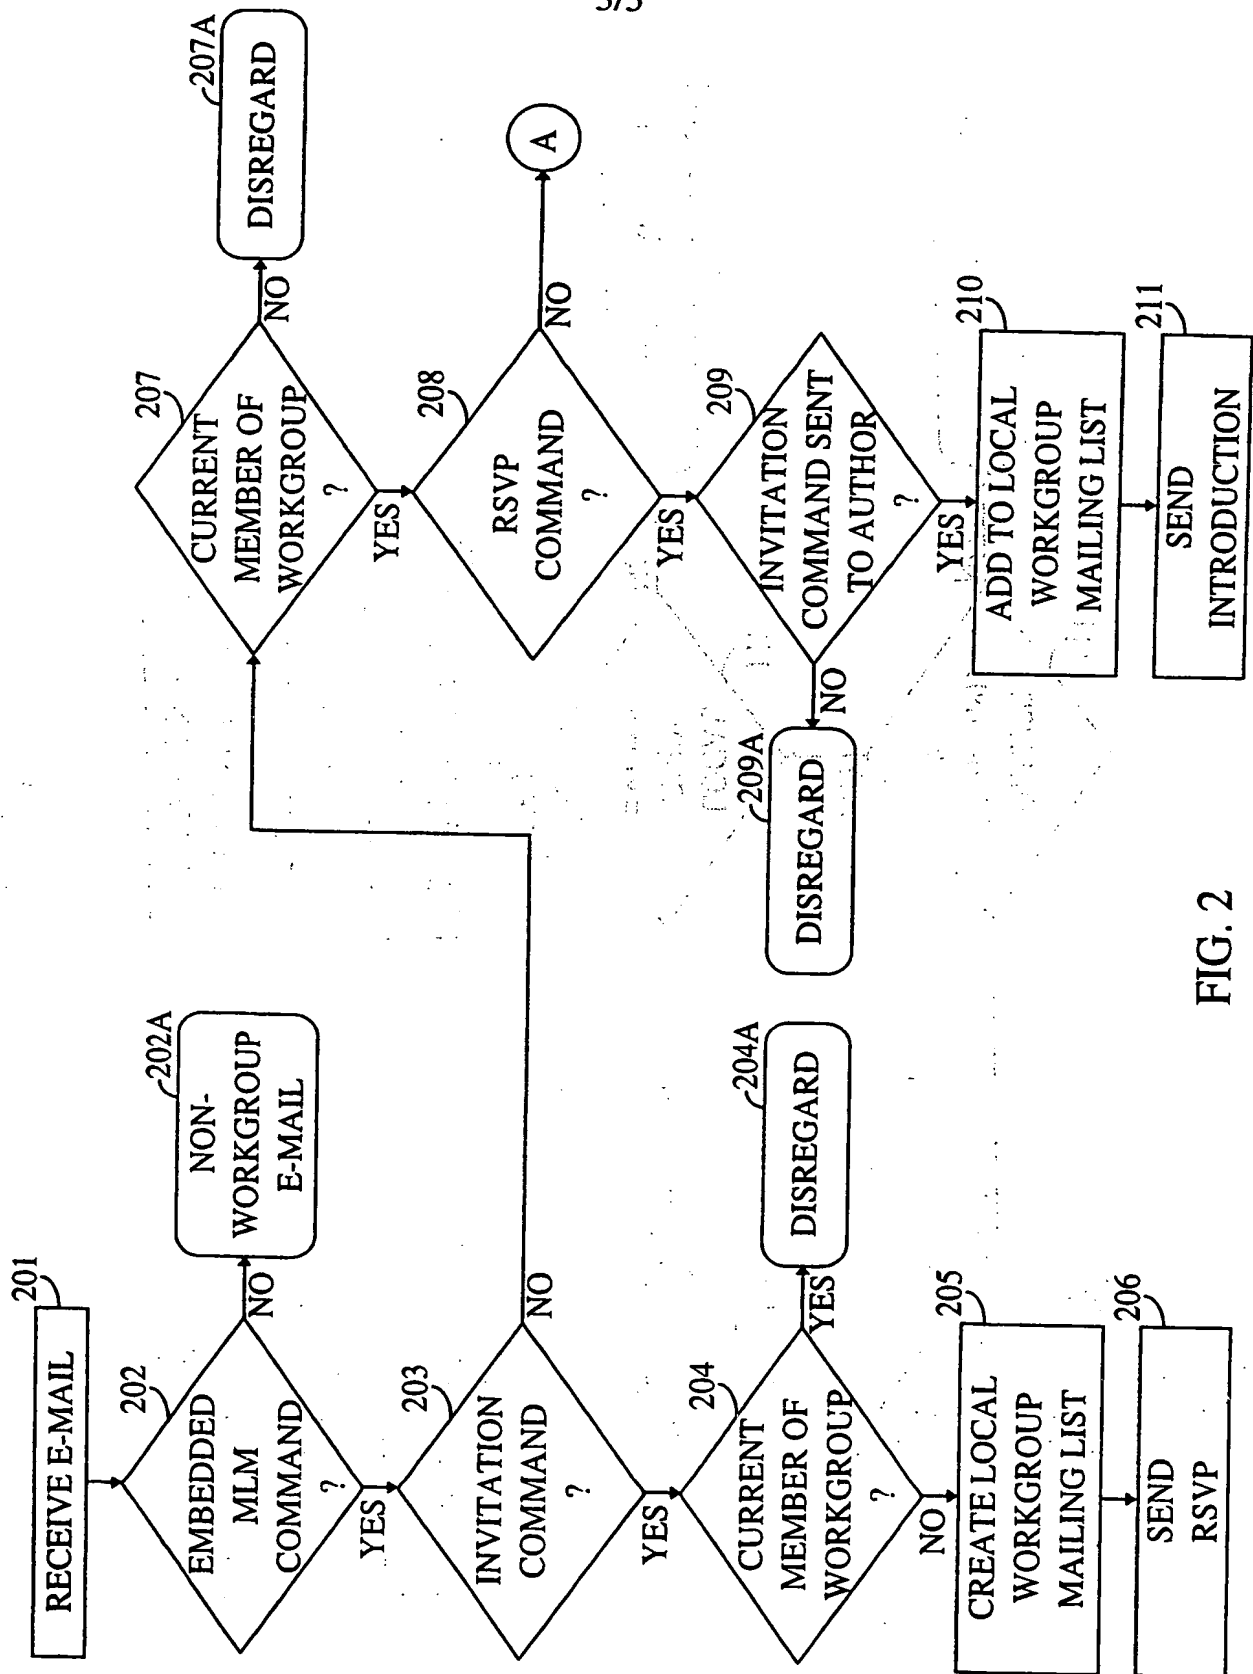 3/5
201
RECEIVE E-MAIL
202
EMBEDDED
MLM
COMMAND
?
NO
202A
NON-
WORKGROUP
E-MAIL
YES
203
INVITATION
COMMAND
?
NO
YES
204
CURRENT
MEMBER OF
WORKGROUP
?
YES
204A
DISREGARD
NO
205
CREATE LOCAL
WORKGROUP
MAILING LIST
206
SEND
RSVP
207
CURRENT
MEMBER OF
WORKGROUP
?
NO
207A
DISREGARD
YES
208
RSVP
COMMAND
?
NO
A
YES
209
INVITATION
COMMAND SENT
TO AUTHOR
?
NO
209A
DISREGARD
YES
210
ADD TO LOCAL
WORKGROUP
MAILING LIST
211
SEND
INTRODUCTION
FIG. 2